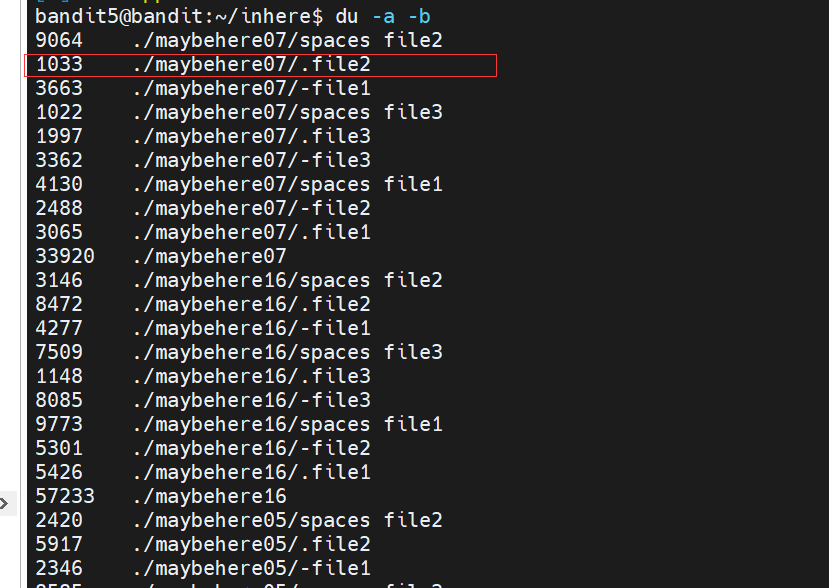 bandit5@bandit:~/inhere$ du -a -b
9064 ./maybehere07/spaces file2
1033 ./maybehere07/.file2
3663 ./maybehere07/-file1
1022 ./maybehere07/spaces file3
1997 ./maybehere07/.file3
3362 ./maybehere07/-file3
4130 ./maybehere07/spaces file1
2488 ./maybehere07/-file2
3065 ./maybehere07/.file1
33920 ./maybehere07
3146 ./maybehere16/spaces file2
8472 ./maybehere16/.file2
4277 ./maybehere16/-file1
7509 ./maybehere16/spaces file3
1148 ./maybehere16/.file3
8085 ./maybehere16/-file3
9773 ./maybehere16/spaces file1
5301 ./maybehere16/-file2
5426 ./maybehere16/.file1
57233 ./maybehere16
2420 ./maybehere05/spaces file2
5917 ./maybehere05/.file2
2346 ./maybehere05/-file1